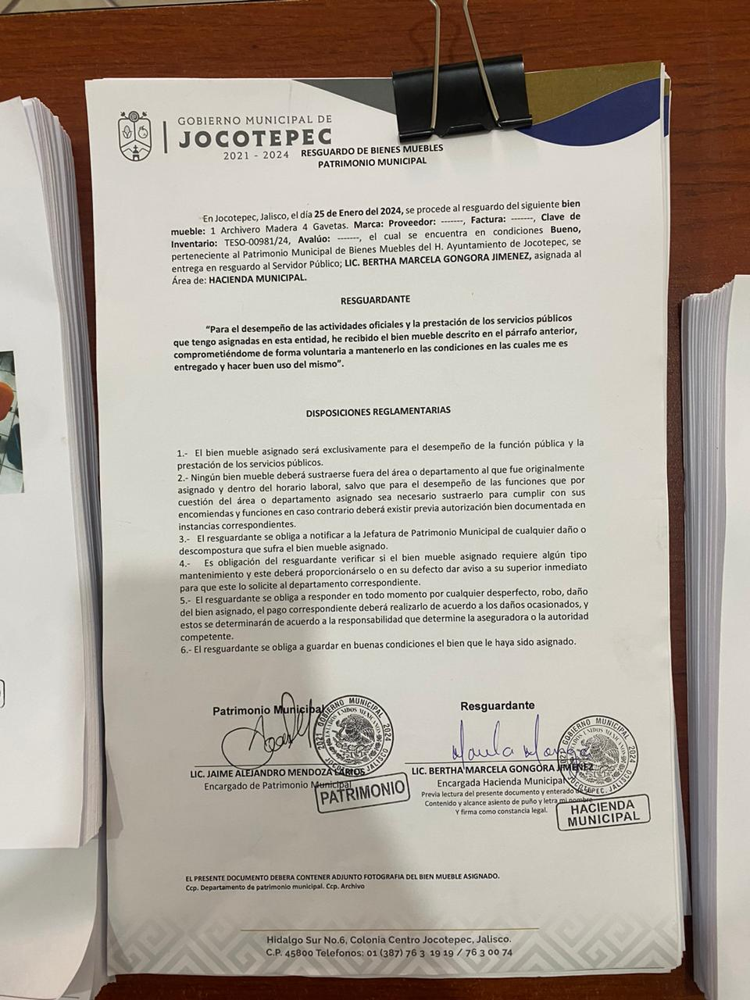 GOBIERNO MUNICIPAL DE
JOCOTEPEC
2021 - 2024
RESGUARDO DE BIENES MUEBLES
PATRIMONIO MUNICIPAL
En Jocotepec, Jalisco, el día 25 de Enero del 2024, se procede al resguardo del siguiente bien
mueble: 1 Archivero Madera 4 Gavetas. Marca: Proveedor: -------, Factura: -------, Clave de
Inventario: TESO-00981/24, Avalúo: -------, el cual se encuentra en condiciones Bueno,
perteneciente al Patrimonio Municipal de Bienes Muebles del H. Ayuntamiento de Jocotepec, se
entrega en resguardo al Servidor Público; LIC. BERTHA MARCELA GONGORA JIMENEZ, asignada al
Área de: HACIENDA MUNICIPAL.
RESGUARDANTE
“Para el desempeño de las actividades oficiales y la prestación de los servicios públicos
que tengo asignadas en esta entidad, he recibido el bien mueble descrito en el párrafo anterior,
comprometiéndome de forma voluntaria a mantenerlo en las condiciones en las cuales me es
entregado y hacer buen uso del mismo”.
DISPOSICIONES REGLAMENTARIAS
1.- El bien mueble asignado será exclusivamente para el desempeño de la función pública y la
prestación de los servicios públicos.
2.- Ningún bien mueble deberá sustraerse fuera del área o departamento al que fue originalmente
asignado y dentro del horario laboral, salvo que para el desempeño de las funciones que por
cuestión del área o departamento asignado sea necesario sustraerlo para cumplir con sus
encomiendas y funciones en caso contrario deberá existir previa autorización bien documentada en
instancias correspondientes.
3.- El resguardante se obliga a notificar a la Jefatura de Patrimonio Municipal de cualquier daño o
descompostura que sufra el bien mueble asignado.
4.- Es obligación del resguardante verificar si el bien mueble asignado requiere algún tipo
mantenimiento y este deberá proporcionárselo o en su defecto dar aviso a su superior inmediato
para que este lo solicite al departamento correspondiente.
5.- El resguardante se obliga a responder en todo momento por cualquier desperfecto, robo, daño
del bien asignado, el pago correspondiente deberá realizarlo de acuerdo a los daños ocasionados, y
estos se determinarán de acuerdo a la responsabilidad que determine la aseguradora o la autoridad
competente.
6.- El resguardante se obliga a guardar en buenas condiciones el bien que le haya sido asignado.
Patrimonio Municipal
GOBIERNO MUNICIPAL
ESTADOS UNIDOS MEXICANOS
2021 2024
JOCOTEPEC, JALISCO
LIC. JAIME ALEJANDRO MENDOZA LARIOS
Encargado de Patrimonio Municipal
PATRIMONIO
Resguardante
GOBIERNO MUNICIPAL
ESTADOS UNIDOS MEXICANOS
2021 2024
JOCOTEPEC, JALISCO
LIC. BERTHA MARCELA GONGORA JIMENEZ
Encargada Hacienda Municipal
Previa lectura del presente documento y enterado de
Contenido y alcance asiento de puño y letra mi nombre
Y firma como constancia legal.
HACIENDA
MUNICIPAL
EL PRESENTE DOCUMENTO DEBERA CONTENER ADJUNTO FOTOGRAFIA DEL BIEN MUEBLE ASIGNADO.
Ccp. Departamento de patrimonio municipal. Ccp. Archivo
Hidalgo Sur No.6, Colonia Centro Jocotepec, Jalisco.
C.P. 45800 Telefonos: 01 (387) 76 3 19 19 / 76 3 00 74